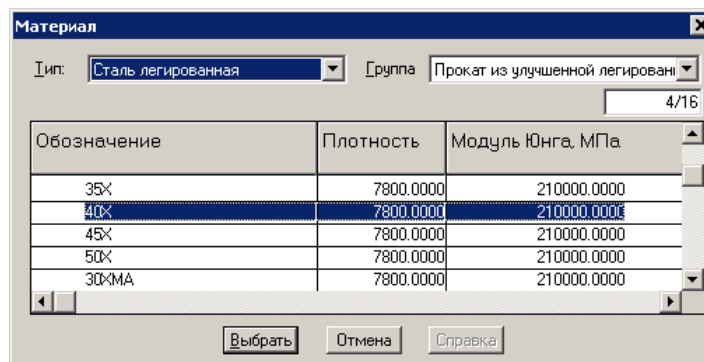 Материал
Тип: Сталь легированная Группа Прокат из улучшенной легированн
4/16
Обозначение Плотность Модуль Юнга, МПа
35Х 7800.0000 210000.0000
40Х 7800.0000 210000.0000
45Х 7800.0000 210000.0000
50Х 7800.0000 210000.0000
30ХМА 7800.0000 210000.0000
Выбрать Отмена Справка